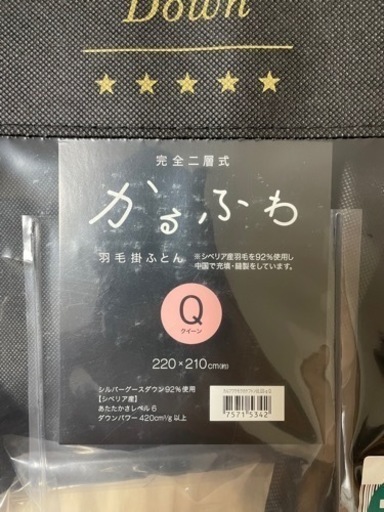 Down
★★★★★
完全二層式
かるふわ
羽毛掛ふとん
※シベリア産羽毛を92%使用し
中国で充填・縫製をしています。
Q
クイーン
220×210cm(約)
シルバーグースダウン92%使用
【シベリア産】
あたたかさレベル6
ダウンパワー420cm³/g以上
75715342